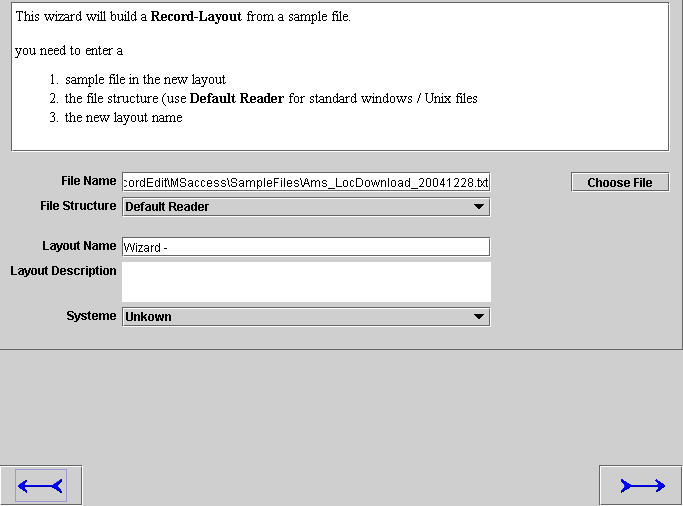 This wizard will build a Record-Layout from a sample file.
you need to enter a
1. sample file in the new layout
2. the file structure (use Default Reader for standard windows / Unix files
3. the new layout name
File Name cordEdit\MSaccess\SampleFiles\Ams_LocDownload_20041228.txt Choose File
File Structure Default Reader
Layout Name Wizard -
Layout Description
Systeme Unkown